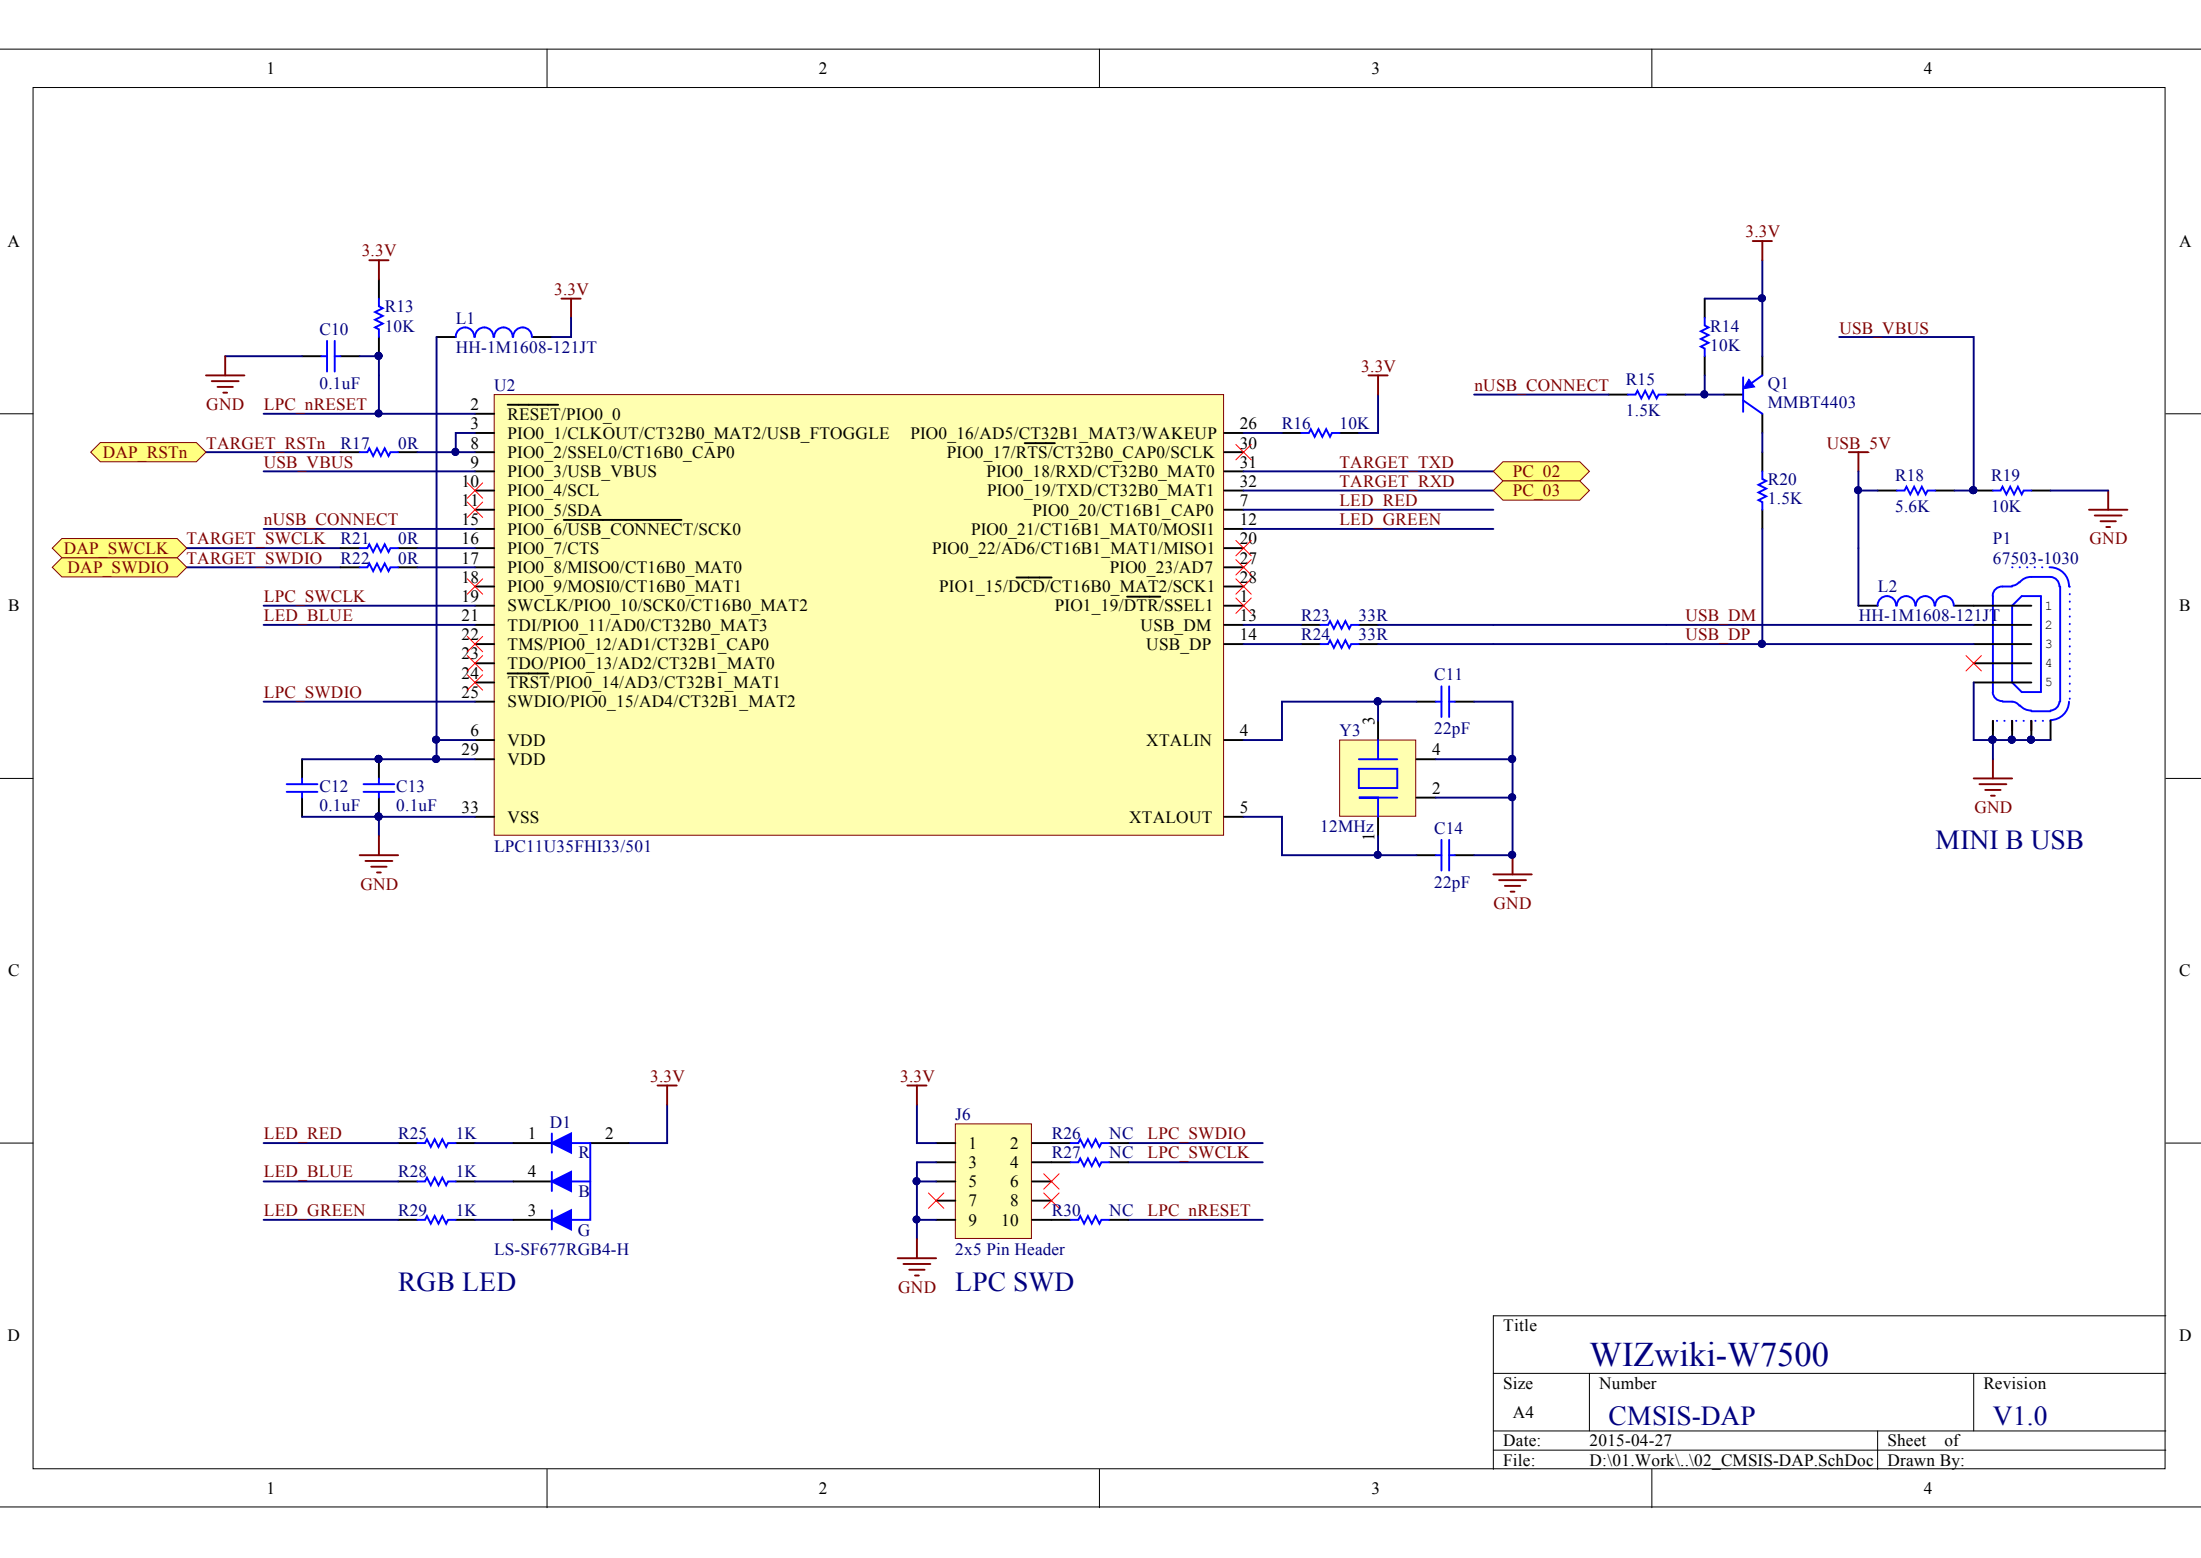 1 2 3 4
A A
B B
C C
D D
3.3V
R13
10K
C10
0.1uF
GND
LPC_nRESET
3.3V
L1
HH-1M1608-121JT
U2
2 RESET/PIO0_0
3 PIO0_1/CLKOUT/CT32B0_MAT2/USB_FTOGGLE
DAP_RSTn TARGET_RSTn R17 0R 8 PIO0_2/SSEL0/CT16B0_CAP0
USB_VBUS 9 PIO0_3/USB_VBUS
10 PIO0_4/SCL
11 PIO0_5/SDA
nUSB_CONNECT 15 PIO0_6/USB_CONNECT/SCK0
DAP_SWCLK TARGET_SWCLK R21 0R 16 PIO0_7/CTS
DAP_SWDIO TARGET_SWDIO R22 0R 17 PIO0_8/MISO0/CT16B0_MAT0
18 PIO0_9/MOSI0/CT16B0_MAT1
LPC_SWCLK 19 SWCLK/PIO0_10/SCK0/CT16B0_MAT2
LED_BLUE 21 TDI/PIO0_11/AD0/CT32B0_MAT3
22 TMS/PIO0_12/AD1/CT32B1_CAP0
23 TDO/PIO0_13/AD2/CT32B1_MAT0
24 TRST/PIO0_14/AD3/CT32B1_MAT1
LPC_SWDIO 25 SWDIO/PIO0_15/AD4/CT32B1_MAT2
6 VDD
29 VDD
33 VSS
C12
0.1uF
C13
0.1uF
GND
LPC11U35FHI33/501
3.3V
PIO0_16/AD5/CT32B1_MAT3/WAKEUP 26 R16 10K
PIO0_17/RTS/CT32B0_CAP0/SCLK 30
PIO0_18/RXD/CT32B0_MAT0 31 TARGET_TXD PC_02
PIO0_19/TXD/CT32B0_MAT1 32 TARGET_RXD PC_03
PIO0_20/CT16B1_CAP0 7 LED_RED
PIO0_21/CT16B1_MAT0/MOSI1 12 LED_GREEN
PIO0_22/AD6/CT16B1_MAT1/MISO1 20
PIO0_23/AD7 27
PIO1_15/DCD/CT16B0_MAT2/SCK1 28
PIO1_19/DTR/SSEL1 1
USB_DM 13 R23 33R USB_DM
USB_DP 14 R24 33R USB_DP
XTALIN 4
XTALOUT 5
C11
22pF
Y3
3
4
2
1
12MHz
C14
22pF
GND
3.3V
R14
10K
nUSB_CONNECT R15
1.5K
Q1
MMBT4403
R20
1.5K
USB_VBUS
USB_5V
R18
5.6K
R19
10K
GND
P1
67503-1030
L2
HH-1M1608-121JT
1
2
3
4
5
GND
MINI B USB
3.3V
D1
LED_RED R25 1K 1 2
R
LED_BLUE R28 1K 4
B
LED_GREEN R29 1K 3
G
LS-SF677RGB4-H
RGB LED
3.3V
J6
1 2 R26 NC LPC_SWDIO
3 4 R27 NC LPC_SWCLK
5 6
7 8
9 10 R30 NC LPC_nRESET
2x5 Pin Header
GND
LPC SWD
Title
WIZwiki-W7500
Size Number Revision
A4 CMSIS-DAP V1.0
Date: 2015-04-27 Sheet of
File: D:\01.Work\..\02_CMSIS-DAP.SchDoc Drawn By:
1 2 3 4